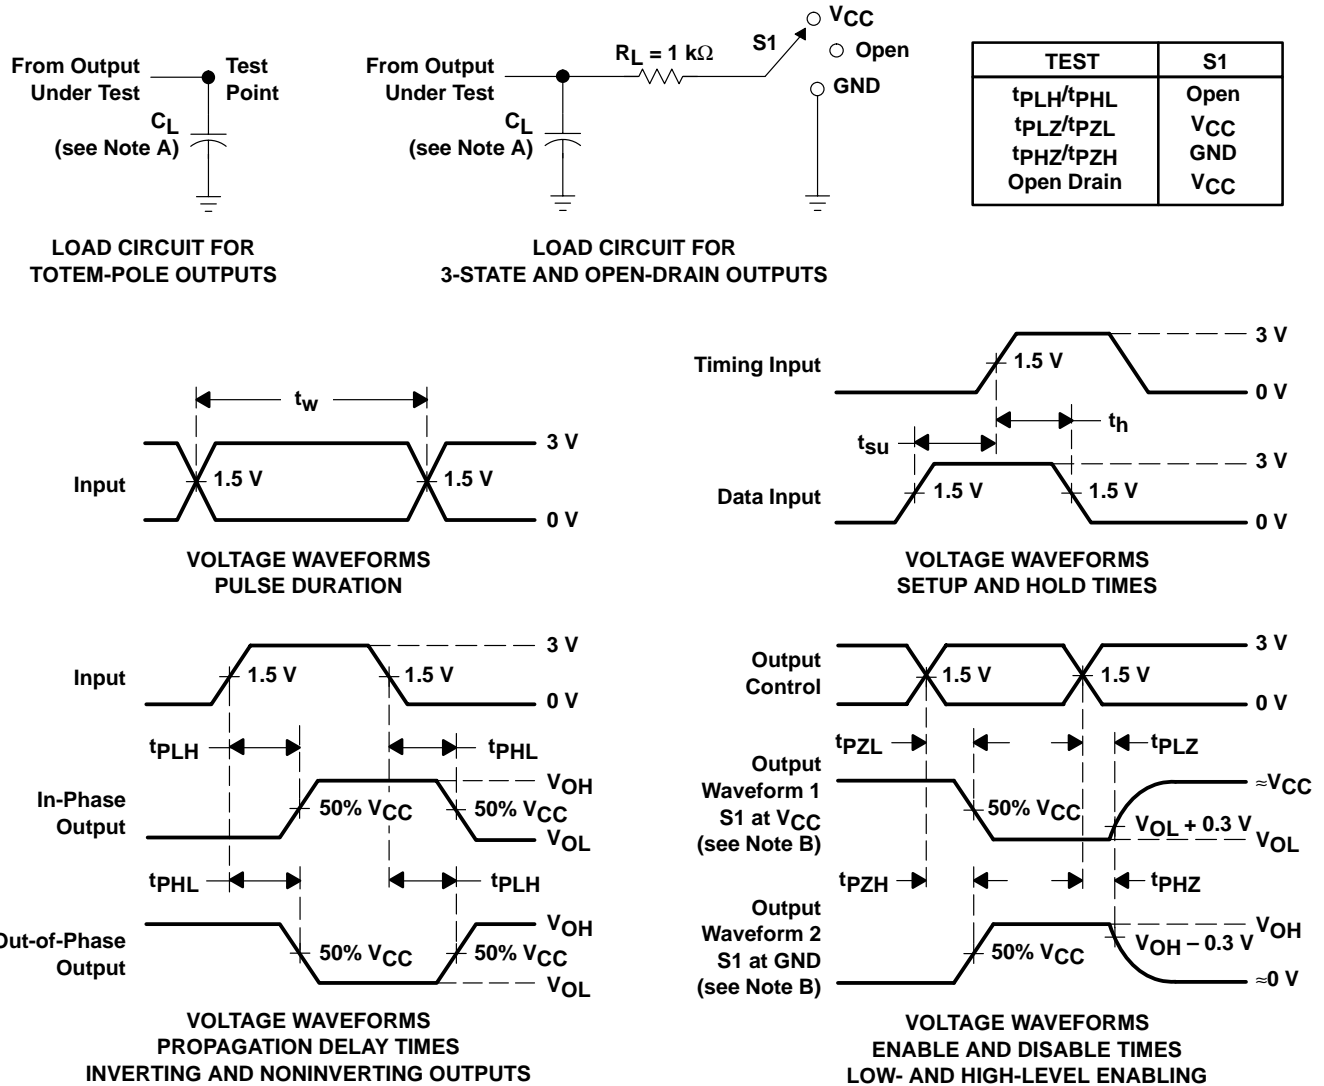 From Output
Under Test
Test
Point
CL
(see Note A)
LOAD CIRCUIT FOR
TOTEM-POLE OUTPUTS
From Output
Under Test
RL = 1 kΩ
S1
VCC
Open
GND
CL
(see Note A)
LOAD CIRCUIT FOR
3-STATE AND OPEN-DRAIN OUTPUTS
TEST S1
tPLH/tPHL Open
tPLZ/tPZL VCC
tPHZ/tPZH GND
Open Drain VCC
tw
Input
1.5 V
1.5 V
3 V
0 V
VOLTAGE WAVEFORMS
PULSE DURATION
Timing Input
1.5 V
3 V
0 V
th
tsu
Data Input
1.5 V
1.5 V
3 V
0 V
VOLTAGE WAVEFORMS
SETUP AND HOLD TIMES
Input
1.5 V
1.5 V
3 V
0 V
tPLH
tPHL
In-Phase
Output
50% VCC
50% VCC
VOH
VOL
tPHL
tPLH
Out-of-Phase
Output
50% VCC
50% VCC
VOH
VOL
VOLTAGE WAVEFORMS
PROPAGATION DELAY TIMES
INVERTING AND NONINVERTING OUTPUTS
Output
Control
1.5 V
1.5 V
3 V
0 V
tPZL
tPLZ
Output
Waveform 1
S1 at VCC
(see Note B)
50% VCC
≈VCC
VOL + 0.3 V
VOL
tPZH
tPHZ
Output
Waveform 2
S1 at GND
(see Note B)
50% VCC
VOH
VOH − 0.3 V
≈0 V
VOLTAGE WAVEFORMS
ENABLE AND DISABLE TIMES
LOW- AND HIGH-LEVEL ENABLING